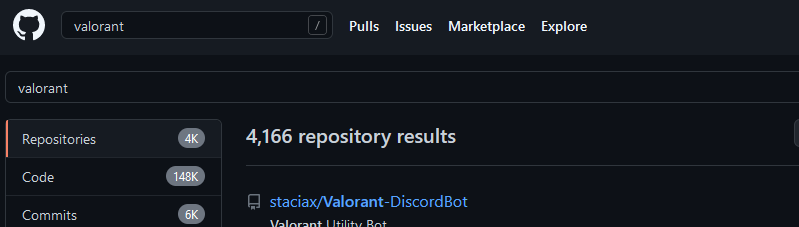 valorant / Pulls Issues Marketplace Explore
valorant
Repositories 4K
Code 148K
Commits 6K
4,166 repository results
staciax/Valorant-DiscordBot
Valorant Utility Bot